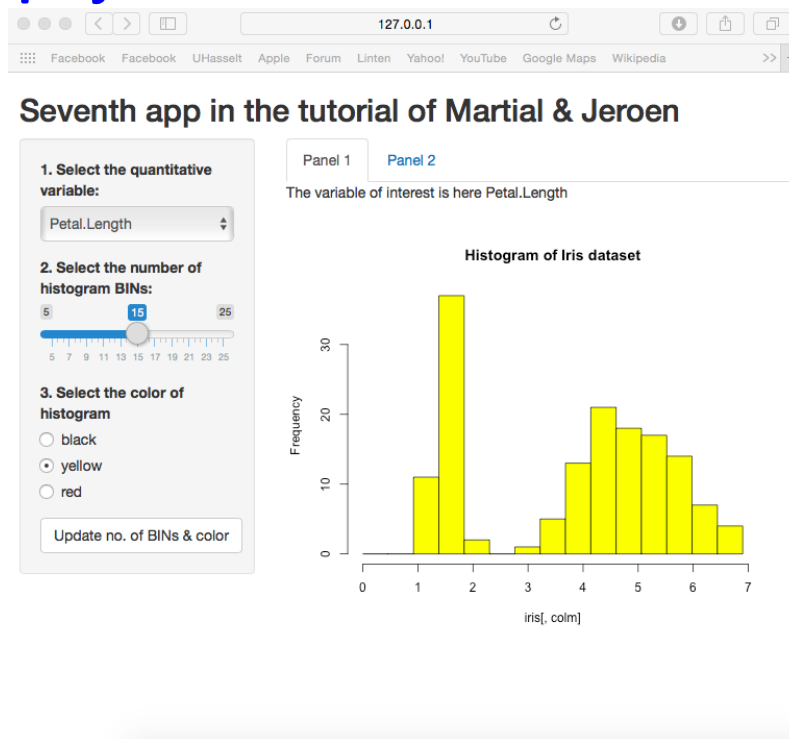 127.0.0.1
Facebook Facebook UHasselt Apple Forum Linten Yahoo! YouTube Google Maps Wikipedia >>
Seventh app in the tutorial of Martial & Jeroen
1. Select the quantitative
variable:
Petal.Length
2. Select the number of
histogram BINs:
5 15 25
5 7 9 11 13 15 17 19 21 23 25
3. Select the color of
histogram
black
yellow
red
Update no. of BINs & color
Panel 1 Panel 2
The variable of interest is here Petal.Length
Histogram of Iris dataset
Frequency
30
20
10
0
0 1 2 3 4 5 6 7
iris[, colm]